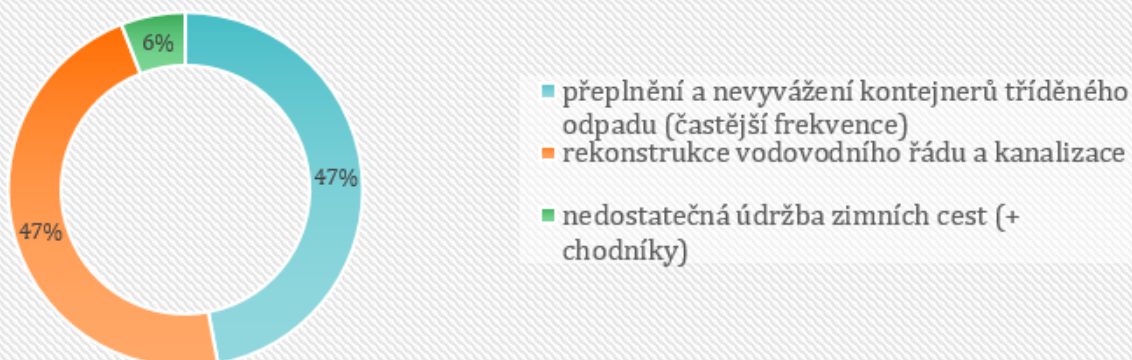 6%
47%
47%
přeplnění a nevyvážení kontejnerů tříděného
odpadu (častější frekvence)
rekonstrukce vodovodního řádu a kanalizace
nedostatečná údržba zimních cest (+
chodníky)